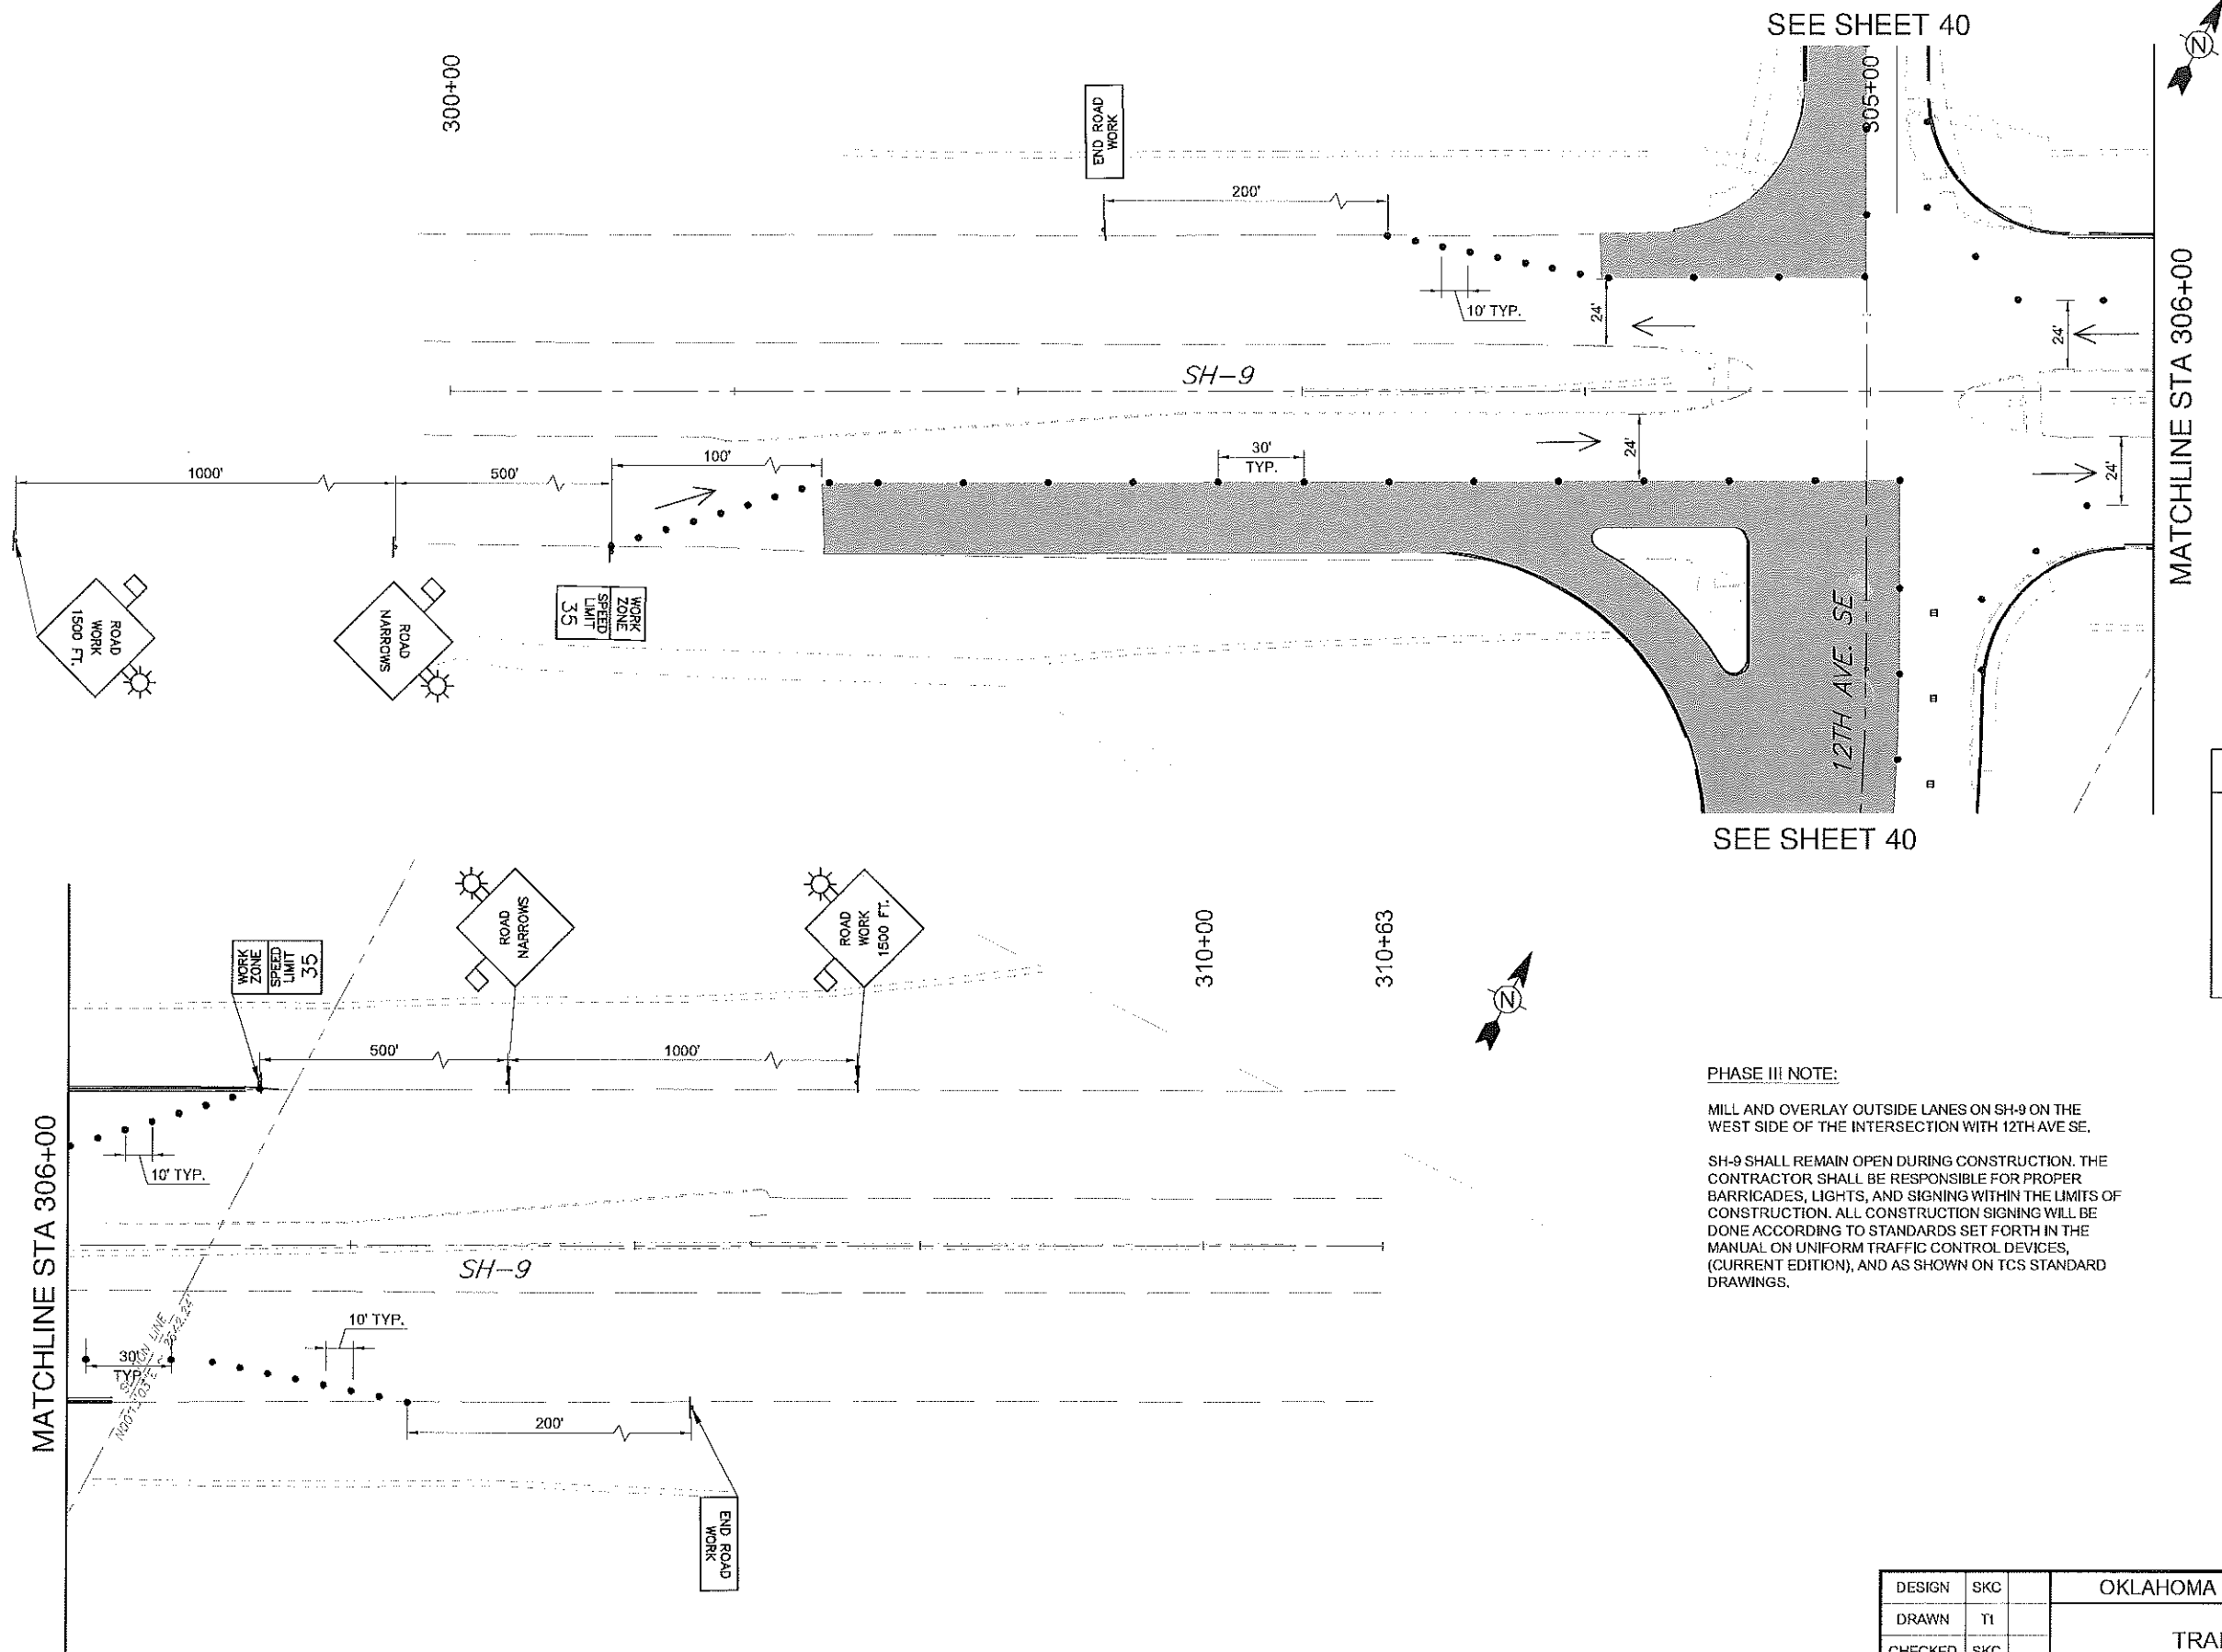 SEE SHEET 40
N
300+00
305+00
END ROAD
WORK
200'
10' TYP.
24'
24'
MATCHLINE STA 306+00
SH-9
1000'
500'
100'
30'
TYP.
24'
24'
ROAD
WORK
1500 FT.
ROAD
NARROWS
WORK
ZONE
SPEED
LIMIT
35
12TH AVE. SE
SEE SHEET 40
MATCHLINE STA 306+00
WORK
ZONE
SPEED
LIMIT
35
ROAD
NARROWS
ROAD
WORK
1500 FT.
310+00
310+63
N
500'
1000'
10' TYP.
SH-9
10' TYP.
30'
TYP.
SECTION LINE
200'
END ROAD
WORK
PHASE III NOTE:
MILL AND OVERLAY OUTSIDE LANES ON SH-9 ON THE
WEST SIDE OF THE INTERSECTION WITH 12TH AVE SE.
SH-9 SHALL REMAIN OPEN DURING CONSTRUCTION. THE
CONTRACTOR SHALL BE RESPONSIBLE FOR PROPER
BARRICADES, LIGHTS, AND SIGNING WITHIN THE LIMITS OF
CONSTRUCTION. ALL CONSTRUCTION SIGNING WILL BE
DONE ACCORDING TO STANDARDS SET FORTH IN THE
MANUAL ON UNIFORM TRAFFIC CONTROL DEVICES,
(CURRENT EDITION), AND AS SHOWN ON TCS STANDARD
DRAWINGS.
DESIGN SKC
OKLAHOMA
DRAWN
CHECKED SKC